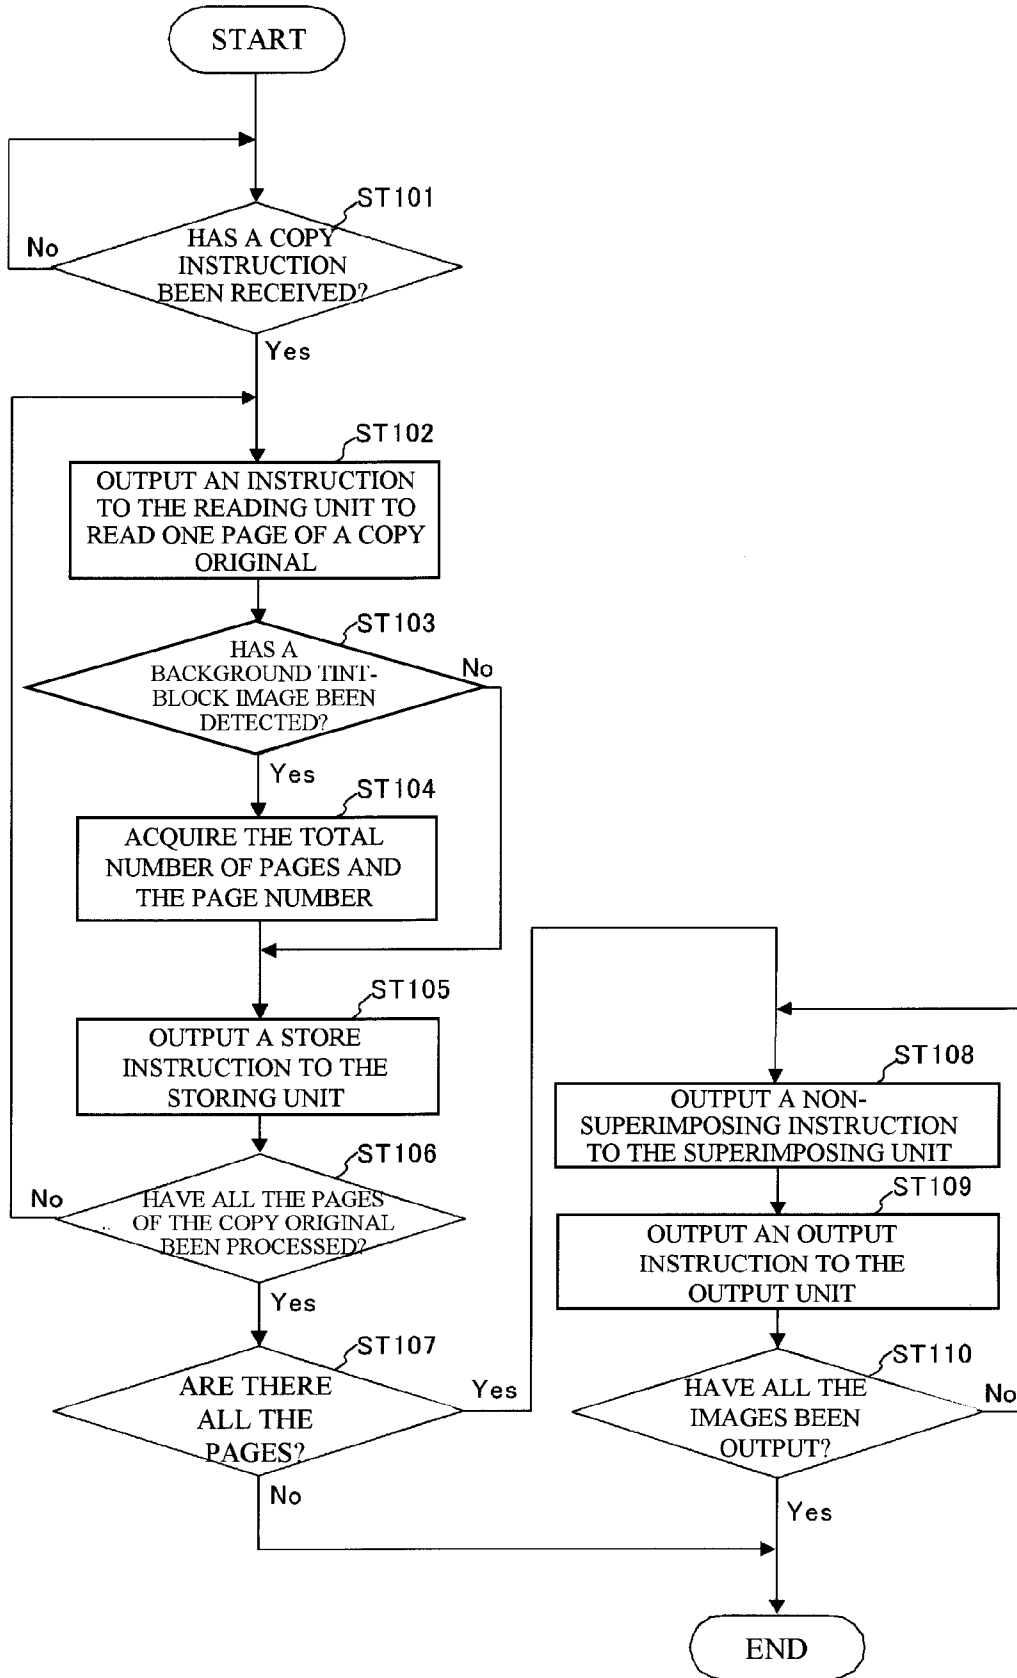 START
ST101
HAS A COPY
INSTRUCTION
BEEN RECEIVED?
No
Yes
ST102
OUTPUT AN INSTRUCTION
TO THE READING UNIT TO
READ ONE PAGE OF A COPY
ORIGINAL
ST103
HAS A
BACKGROUND TINT-
BLOCK IMAGE BEEN
DETECTED?
No
Yes
ST104
ACQUIRE THE TOTAL
NUMBER OF PAGES AND
THE PAGE NUMBER
ST105
OUTPUT A STORE
INSTRUCTION TO THE
STORING UNIT
ST106
HAVE ALL THE PAGES
OF THE COPY ORIGINAL
BEEN PROCESSED?
No
Yes
ST107
ARE THERE
ALL THE
PAGES?
Yes
No
ST108
OUTPUT A NON-
SUPERIMPOSING INSTRUCTION
TO THE SUPERIMPOSING UNIT
ST109
OUTPUT AN OUTPUT
INSTRUCTION TO THE
OUTPUT UNIT
ST110
HAVE ALL THE
IMAGES BEEN
OUTPUT?
No
Yes
END